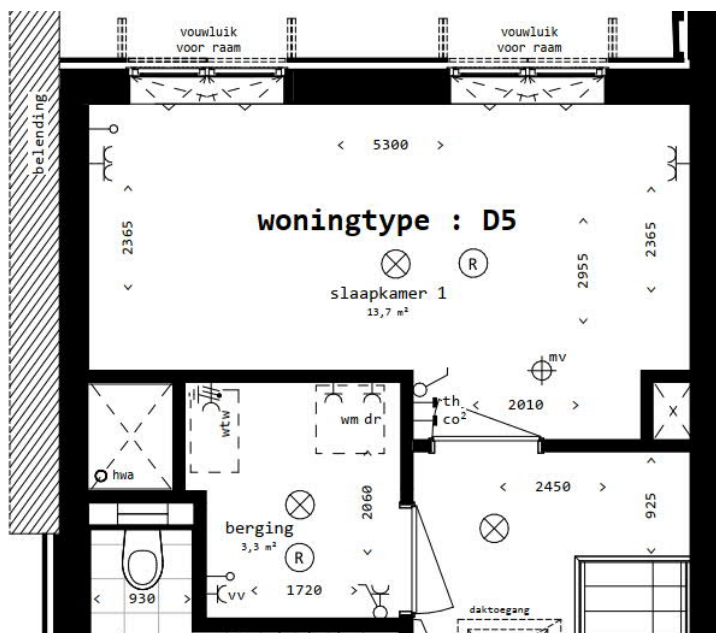 vouwluik
voor raam
vouwluik
voor raam
belending
5300
2365
woningtype : D5
2955
2365
R
slaapkamer 1
13,7 m²
mv
th
co²
2010
X
wtw
wm dr
hwa
2450
925
2060
berging
3,3 m²
R
vv
1720
930
daktoegang